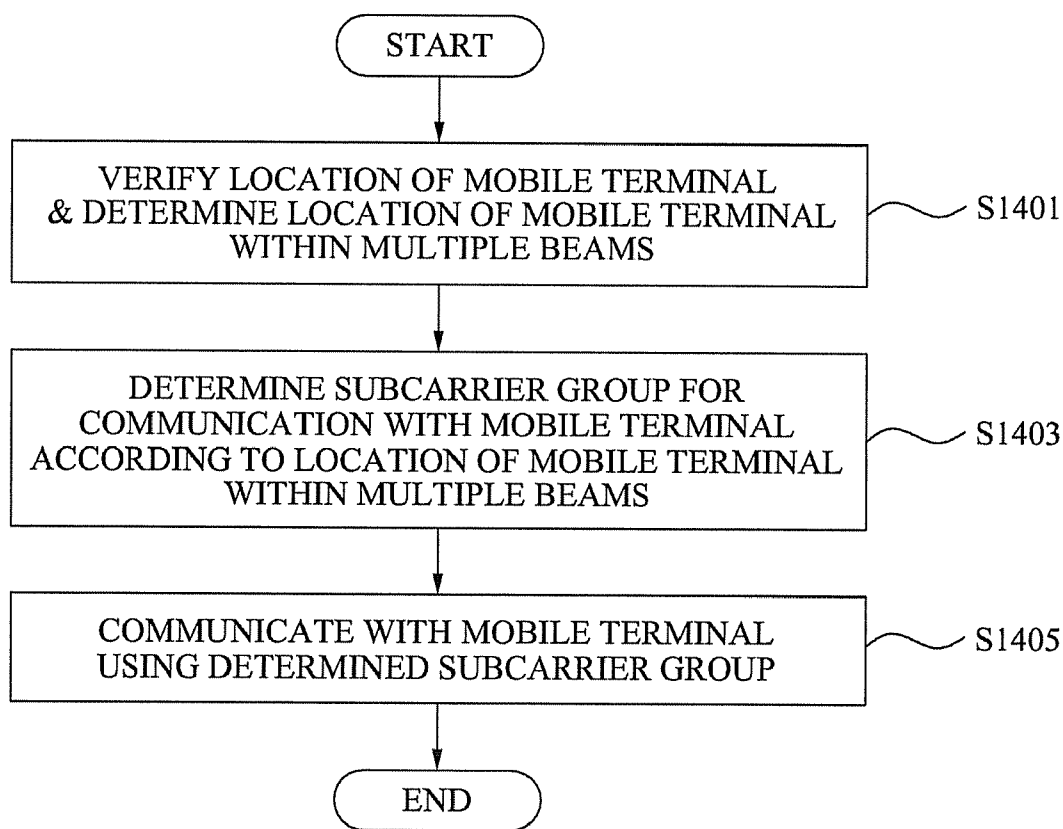 START
VERIFY LOCATION OF MOBILE TERMINAL
& DETERMINE LOCATION OF MOBILE TERMINAL
WITHIN MULTIPLE BEAMS
S1401
DETERMINE SUBCARRIER GROUP FOR
COMMUNICATION WITH MOBILE TERMINAL
ACCORDING TO LOCATION OF MOBILE TERMINAL
WITHIN MULTIPLE BEAMS
S1403
COMMUNICATE WITH MOBILE TERMINAL
USING DETERMINED SUBCARRIER GROUP
S1405
END